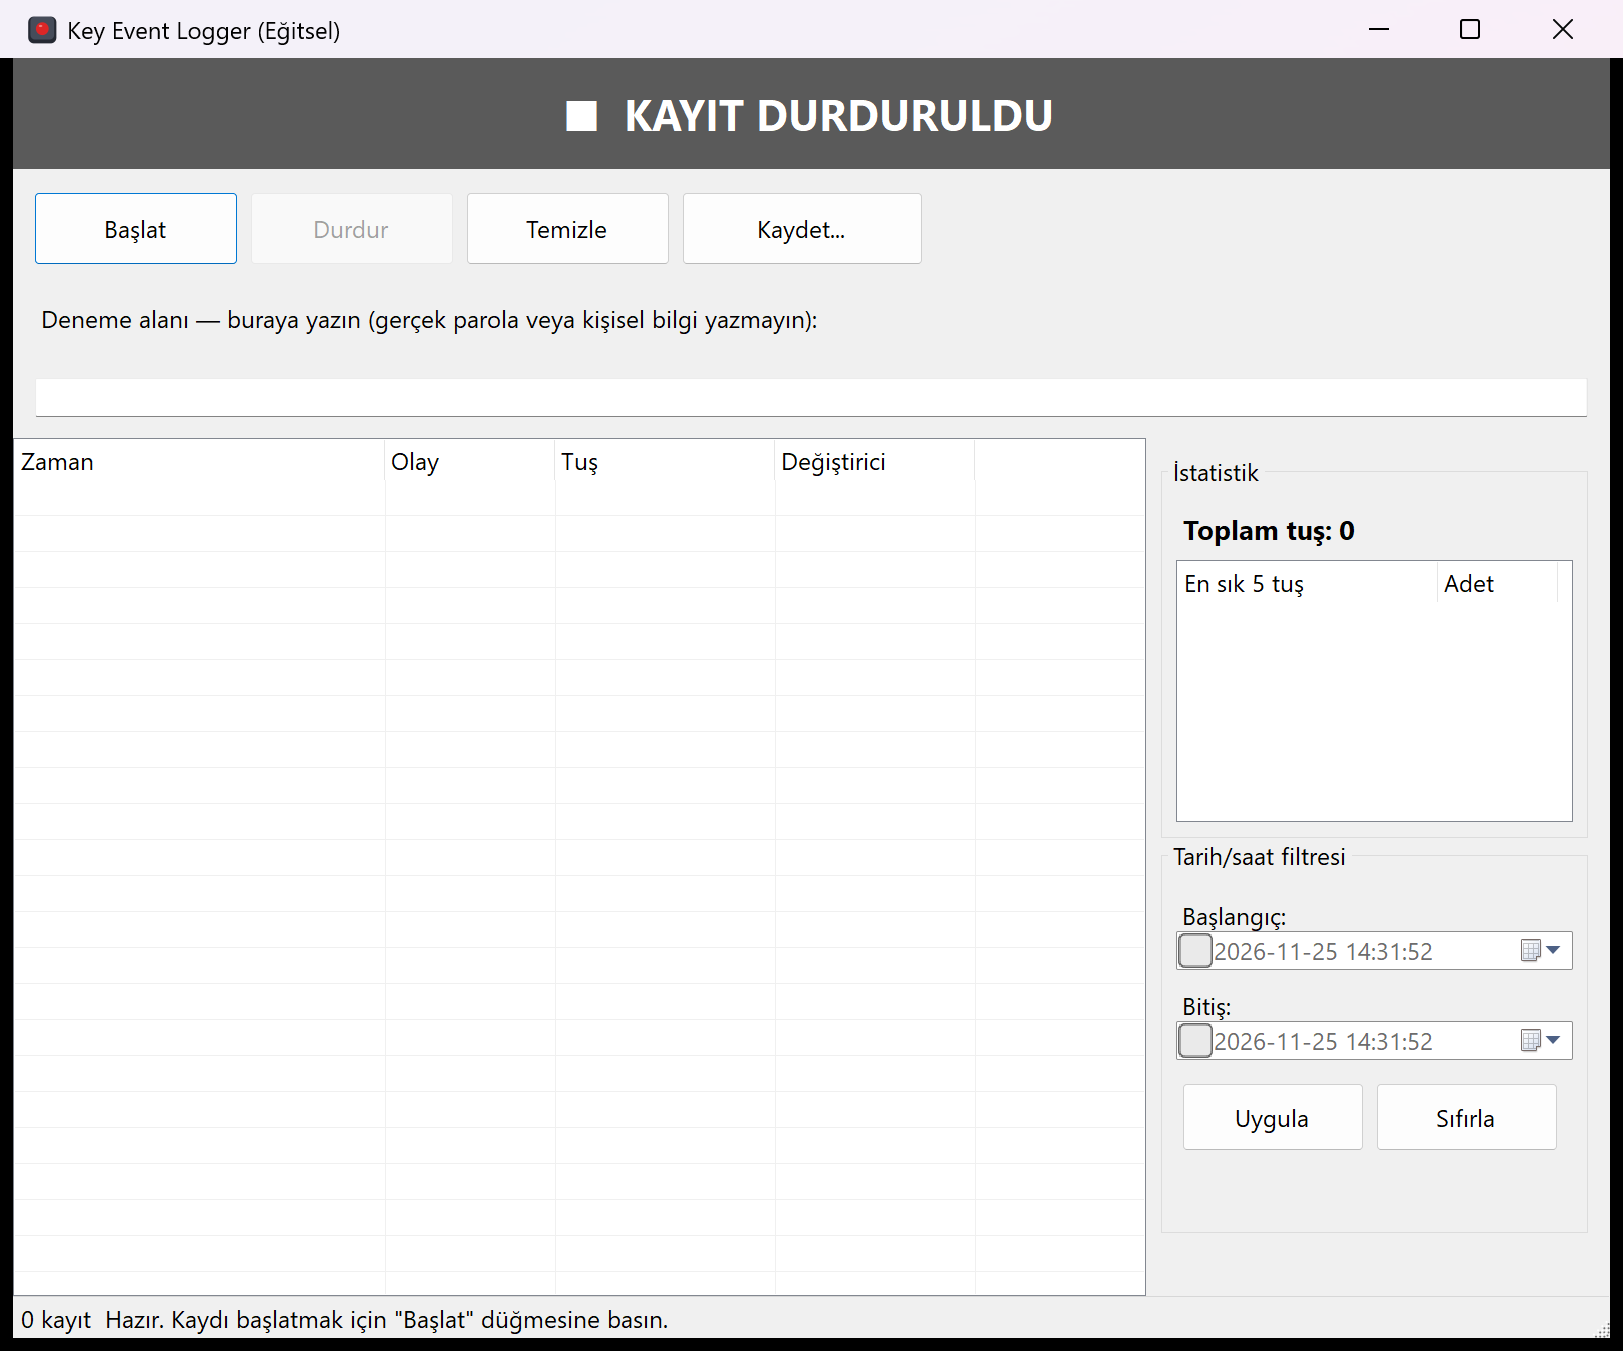 Key Event Logger (Eğitsel)
KAYIT DURDURULDU
Başlat Durdur Temizle Kaydet...
Deneme alanı — buraya yazın (gerçek parola veya kişisel bilgi yazmayın):
Zaman Olay Tuş Değiştirici
İstatistik
Toplam tuş: 0
En sık 5 tuş Adet
Tarih/saat filtresi
Başlangıç:
2026-11-25 14:31:52
Bitiş:
2026-11-25 14:31:52
Uygula Sıfırla
0 kayıt Hazır. Kaydı başlatmak için "Başlat" düğmesine basın.